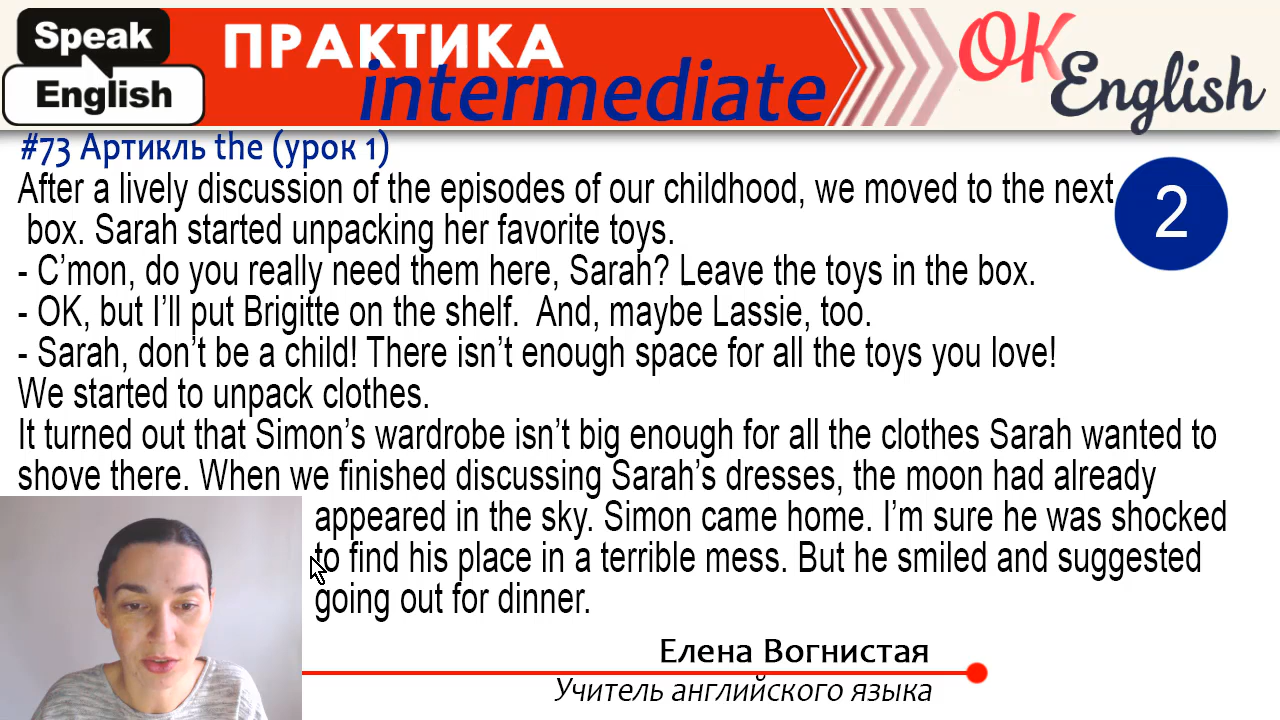 Speak
English
ПРАКТИКА
intermediate
OK
English
#73 Артикль the (урок 1)
After a lively discussion of the episodes of our childhood, we moved to the next
box. Sarah started unpacking her favorite toys.
- C’mon, do you really need them here, Sarah? Leave the toys in the box.
- OK, but I’ll put Brigitte on the shelf. And, maybe Lassie, too.
- Sarah, don’t be a child! There isn’t enough space for all the toys you love!
We started to unpack clothes.
It turned out that Simon’s wardrobe isn’t big enough for all the clothes Sarah wanted to
shove there. When we finished discussing Sarah’s dresses, the moon had already
appeared in the sky. Simon came home. I’m sure he was shocked
to find his place in a terrible mess. But he smiled and suggested
going out for dinner.
2
Елена Вогнистая
Учитель английского языка